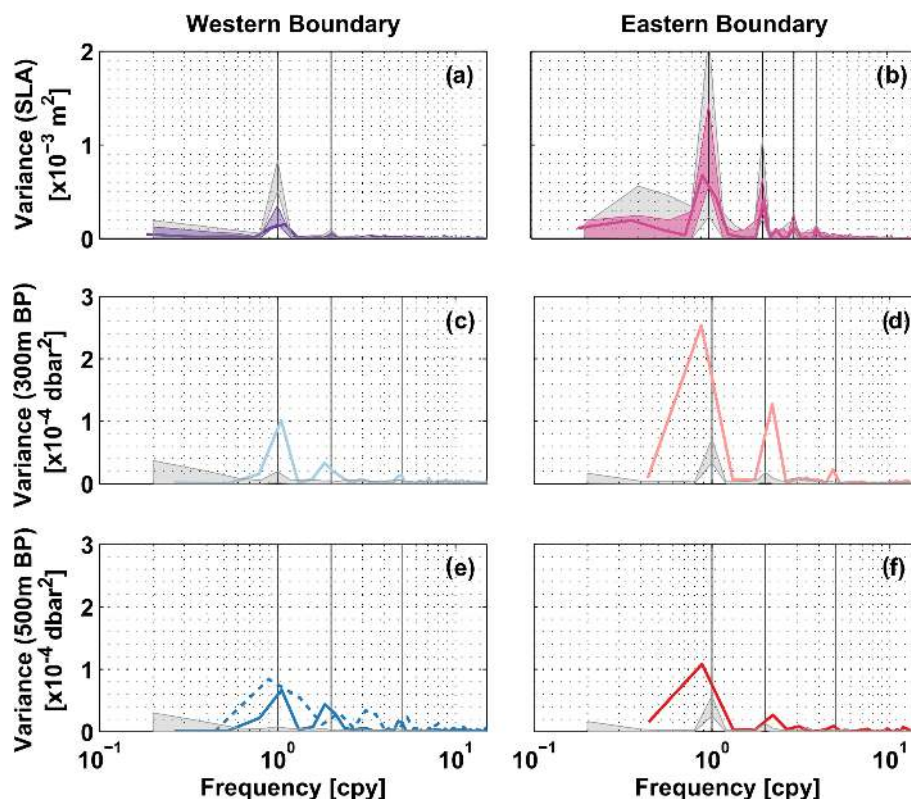 Western Boundary
Eastern Boundary
Variance (SLA)
[x10⁻³ m²]
2
1
0
(a)
(b)
Variance (300m BP)
[x10⁻⁴ dbar²]
3
2
1
0
(c)
(d)
Variance (500m BP)
[x10⁻⁴ dbar²]
3
2
1
0
(e)
(f)
10⁻¹ 10⁰ 10¹
10⁻¹ 10⁰ 10¹
Frequency [cpy]
Frequency [cpy]